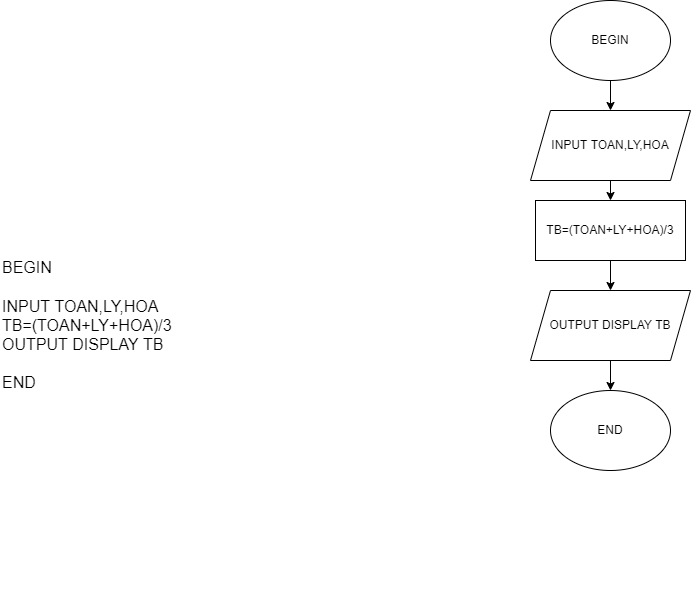 BEGIN
INPUT TOAN,LY,HOA
TB=(TOAN+LY+HOA)/3
OUTPUT DISPLAY TB
END
BEGIN
INPUT TOAN,LY,HOA
TB=(TOAN+LY+HOA)/3
OUTPUT DISPLAY TB
END